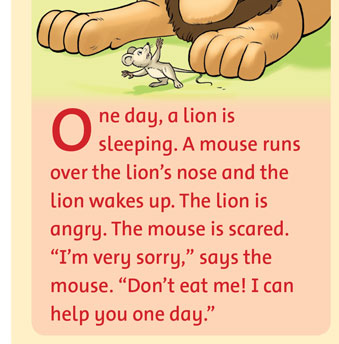 One day, a lion is
sleeping. A mouse runs
over the lion's nose and the
lion wakes up. The lion is
angry. The mouse is scared.
“I'm very sorry,” says the
mouse. “Don't eat me! I can
help you one day.”